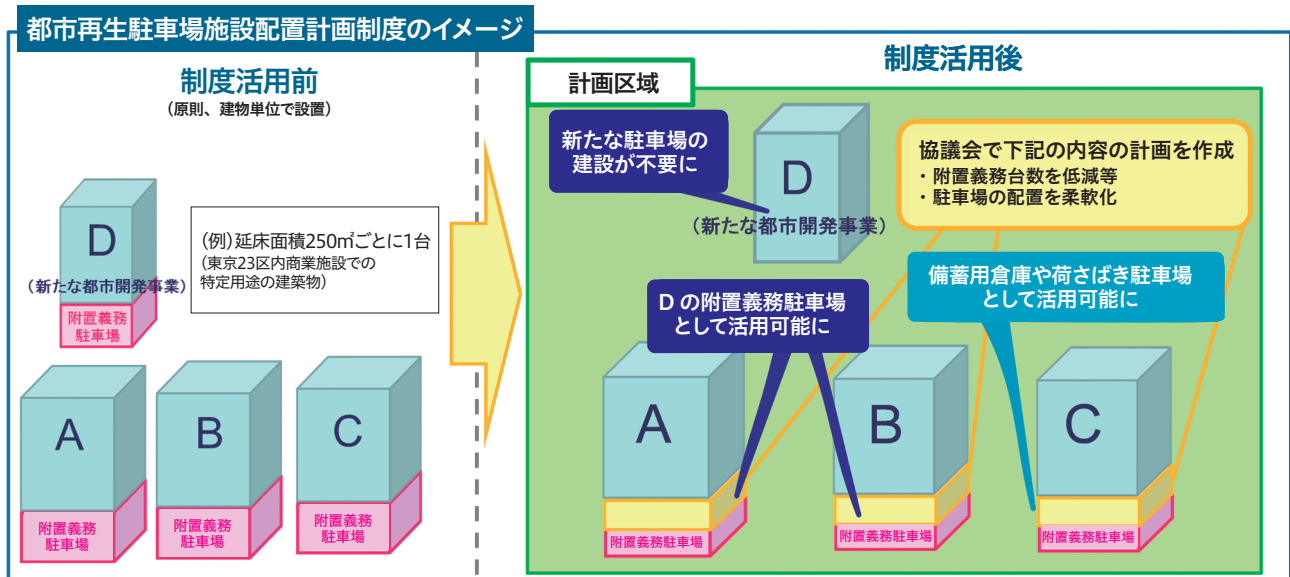 都市再生駐車場施設配置計画制度のイメージ
制度活用前
(原則、建物単位で設置)
D
(新たな都市開発事業)
附置義務
駐車場
(例)延床面積250㎡ごとに1台
(東京23区内商業施設での
特定用途の建築物)
A
附置義務
駐車場
B
附置義務
駐車場
C
附置義務
駐車場
制度活用後
計画区域
新たな駐車場の
建設が不要に
D
(新たな都市開発事業)
協議会で下記の内容の計画を作成
・附置義務台数を低減等
・駐車場の配置を柔軟化
Dの附置義務駐車場
として活用可能に
備蓄用倉庫や荷さばき駐車場
として活用可能に
A
附置義務駐車場
B
附置義務駐車場
C
附置義務駐車場